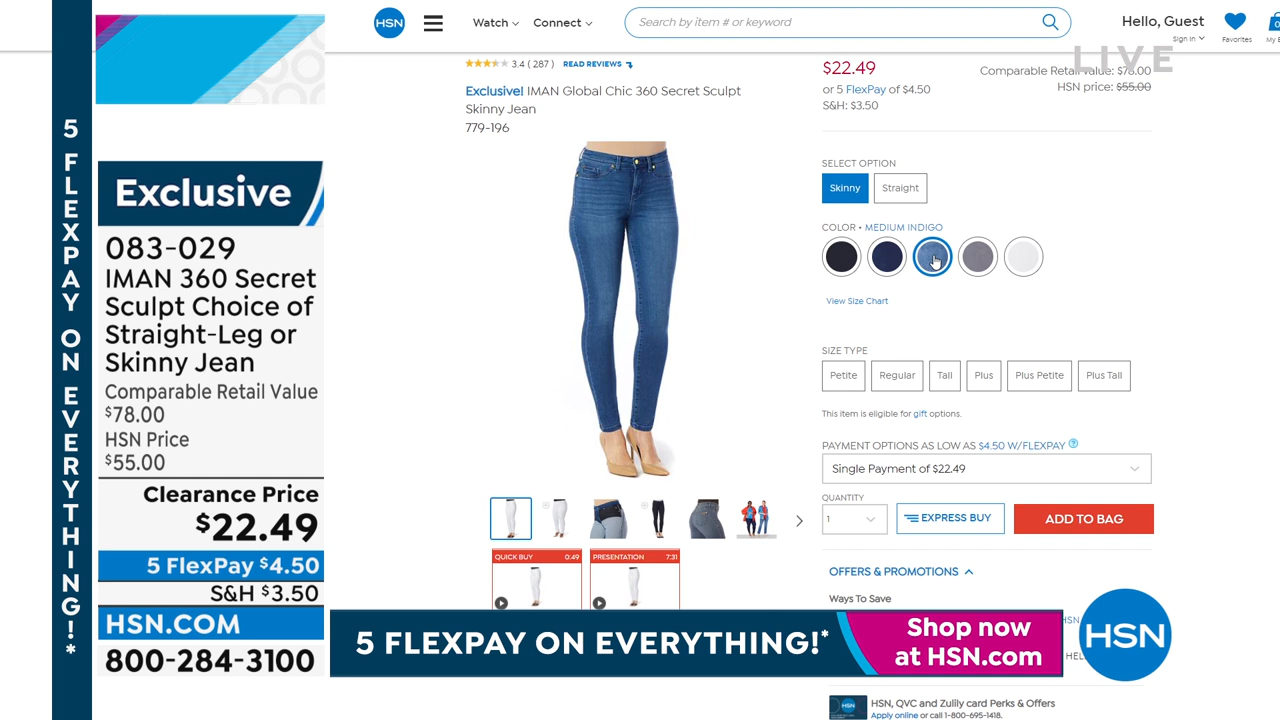 5 FLEXPAY ON EVERYTHING!*
Exclusive
083-029
IMAN 360 Secret
Sculpt Choice of
Straight-Leg or
Skinny Jean
Comparable Retail Value
$78.00
HSN Price
$55.00
Clearance Price
$22.49
5 FlexPay $4.50
S&H $3.50
HSN.COM
800-284-3100
HSN
Watch
Connect
Search by item # or keyword
Hello, Guest
Sign In
Favorites
LIVE
3.4 ( 287 ) READ REVIEWS
Exclusive! IMAN Global Chic 360 Secret Sculpt
Skinny Jean
779-196
$22.49
or 5 FlexPay of $4.50
S&H: $3.50
Comparable Retail Value: $78.00
HSN price: $55.00
SELECT OPTION
Skinny
Straight
COLOR • MEDIUM INDIGO
View Size Chart
SIZE TYPE
Petite
Regular
Tall
Plus
Plus Petite
Plus Tall
This item is eligible for gift options.
PAYMENT OPTIONS AS LOW AS $4.50 W/FLEXPAY ?
Single Payment of $22.49
QUANTITY
1
EXPRESS BUY
ADD TO BAG
QUICK BUY 0:49
PRESENTATION 7:31
OFFERS & PROMOTIONS
Ways To Save
5 FLEXPAY ON EVERYTHING!*
Shop now
at HSN.com
HSN
HSN
HSN, QVC and Zulily card Perks & Offers
Apply online or call 1-800-695-1418.